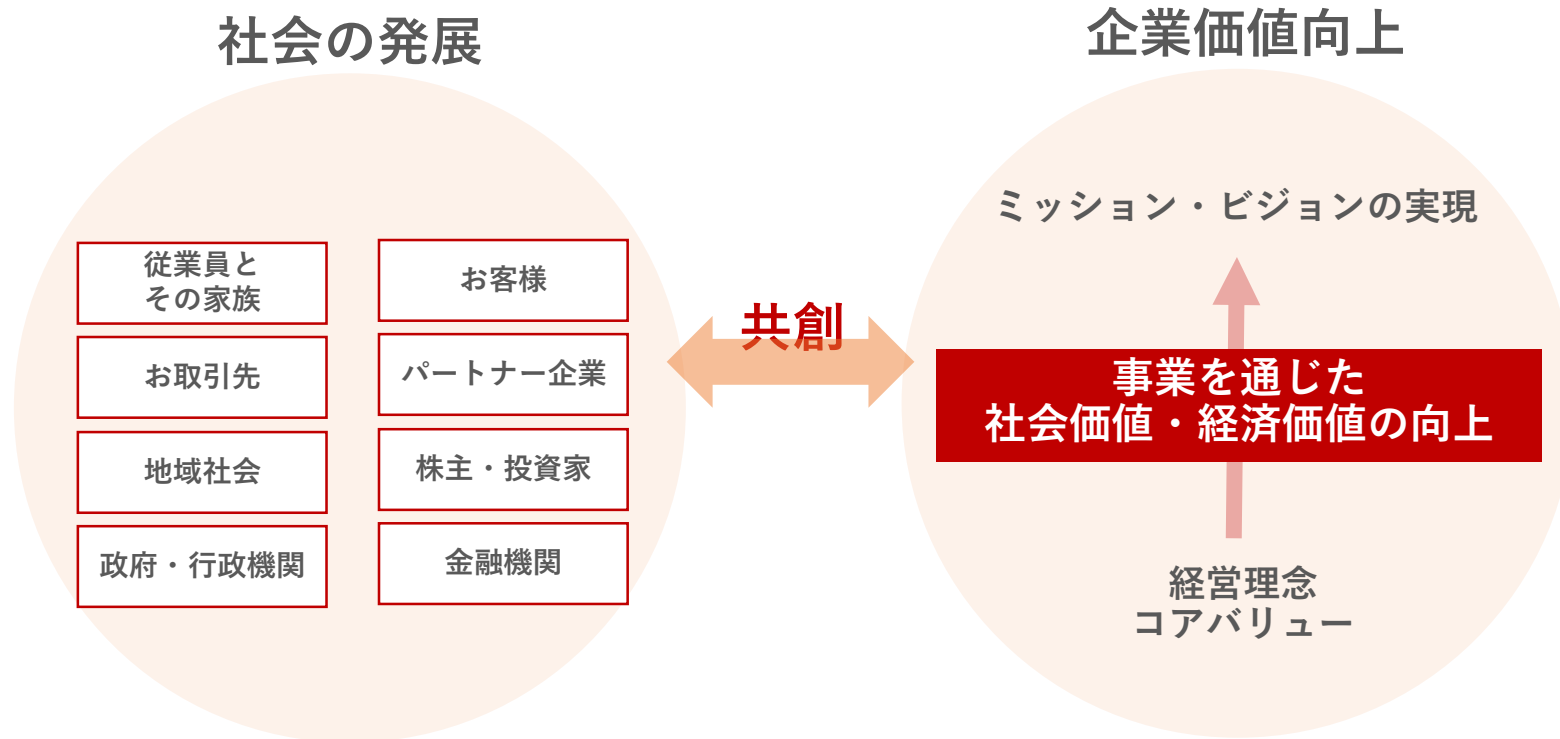 社会の発展
従業員と
その家族
お客様
お取引先
パートナー企業
地域社会
株主・投資家
政府・行政機関
金融機関
共創
企業価値向上
ミッション・ビジョンの実現
事業を通じた
社会価値・経済価値の向上
経営理念
コアバリュー